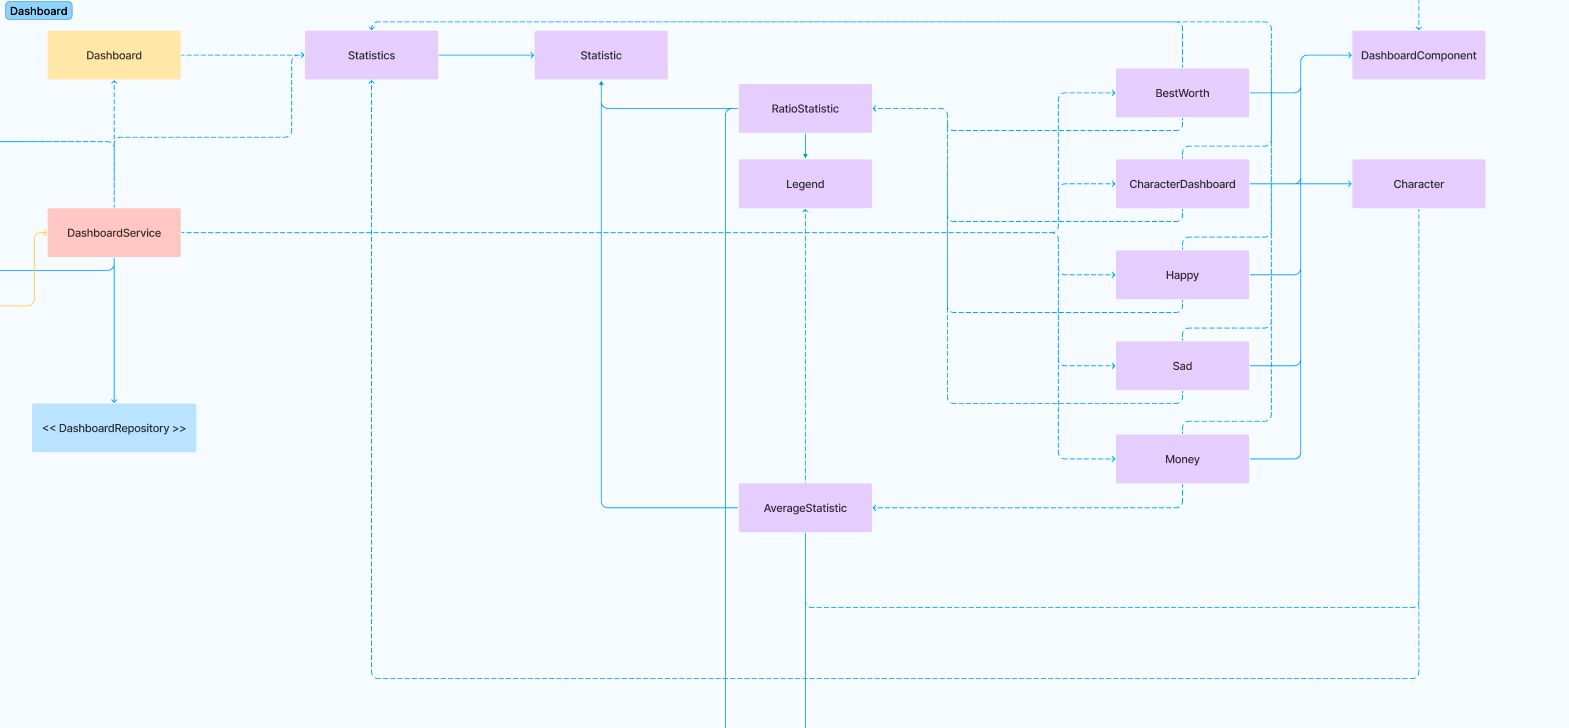 Dashboard
Dashboard
Statistics
Statistic
DashboardComponent
BestWorth
RatioStatistic
Legend
CharacterDashboard
Character
DashboardService
Happy
Sad
<< DashboardRepository >>
Money
AverageStatistic